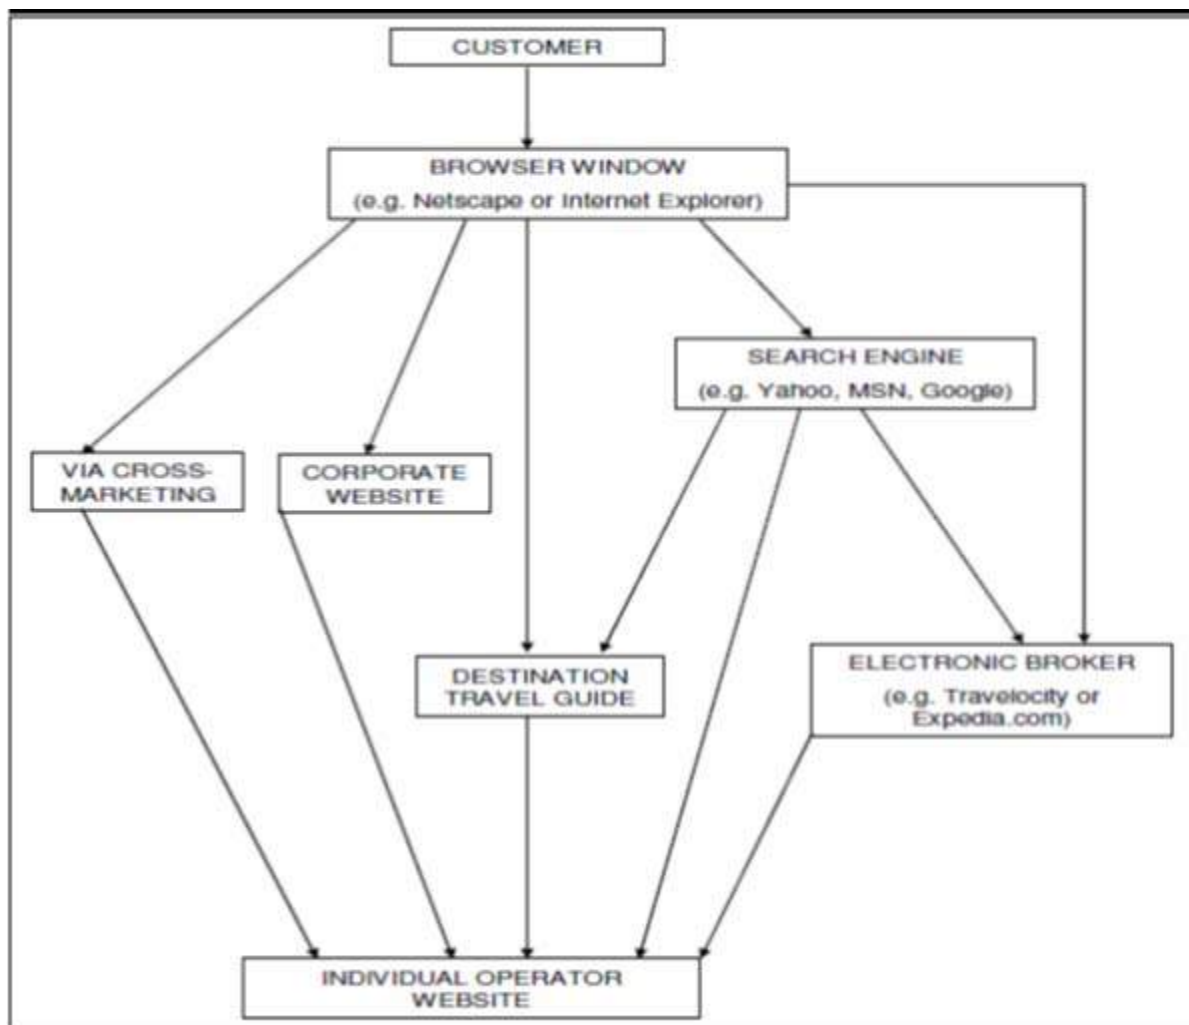 CUSTOMER
BROWSER WINDOW
(e.g. Netscape or Internet Explorer)
SEARCH ENGINE
(e.g. Yahoo, MSN, Google)
VIA CROSS-
MARKETING
CORPORATE
WEBSITE
DESTINATION
TRAVEL GUIDE
ELECTRONIC BROKER
(e.g. Travelocity or
Expedia.com)
INDIVIDUAL OPERATOR
WEBSITE